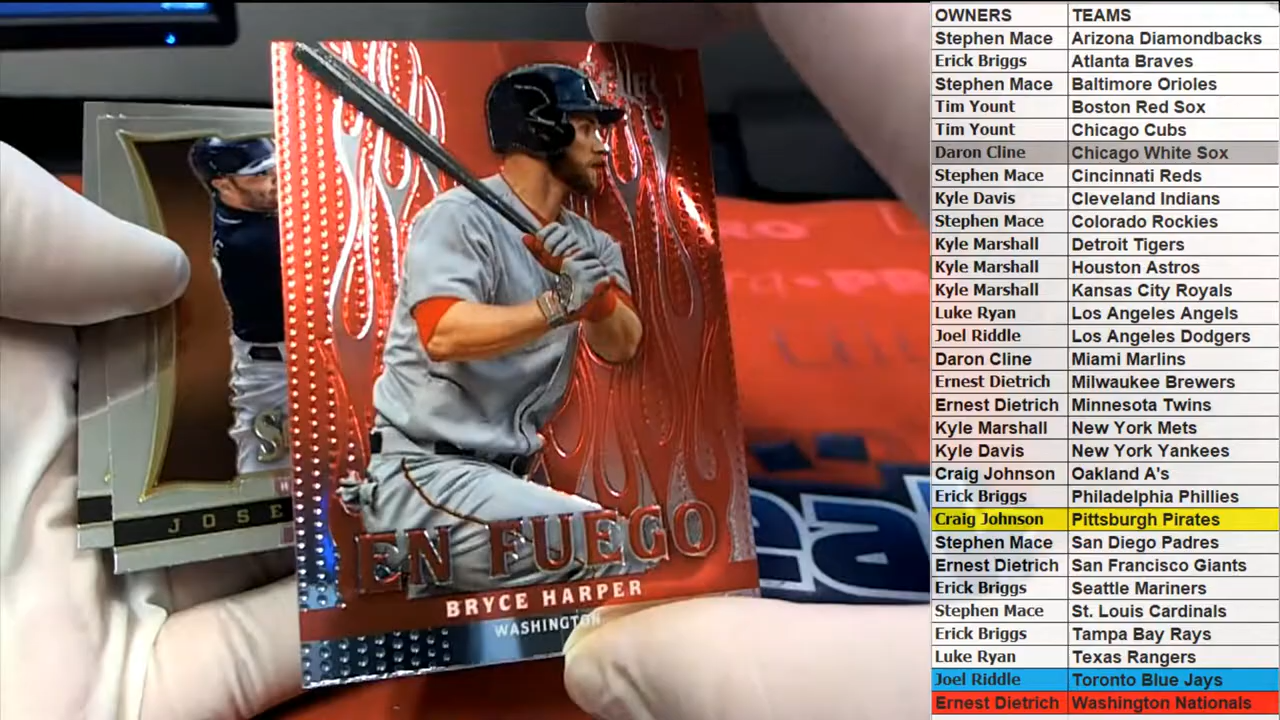 EN FUEGO
BRYCE HARPER
WASHINGTON
JOSE
OWNERS TEAMS
Stephen Mace Arizona Diamondbacks
Erick Briggs Atlanta Braves
Stephen Mace Baltimore Orioles
Tim Yount Boston Red Sox
Tim Yount Chicago Cubs
Daron Cline Chicago White Sox
Stephen Mace Cincinnati Reds
Kyle Davis Cleveland Indians
Stephen Mace Colorado Rockies
Kyle Marshall Detroit Tigers
Kyle Marshall Houston Astros
Kyle Marshall Kansas City Royals
Luke Ryan Los Angeles Angels
Joel Riddle Los Angeles Dodgers
Daron Cline Miami Marlins
Ernest Dietrich Milwaukee Brewers
Ernest Dietrich Minnesota Twins
Kyle Marshall New York Mets
Kyle Davis New York Yankees
Craig Johnson Oakland A's
Erick Briggs Philadelphia Phillies
Craig Johnson Pittsburgh Pirates
Stephen Mace San Diego Padres
Ernest Dietrich San Francisco Giants
Erick Briggs Seattle Mariners
Stephen Mace St. Louis Cardinals
Erick Briggs Tampa Bay Rays
Luke Ryan Texas Rangers
Joel Riddle Toronto Blue Jays
Ernest Dietrich Washington Nationals